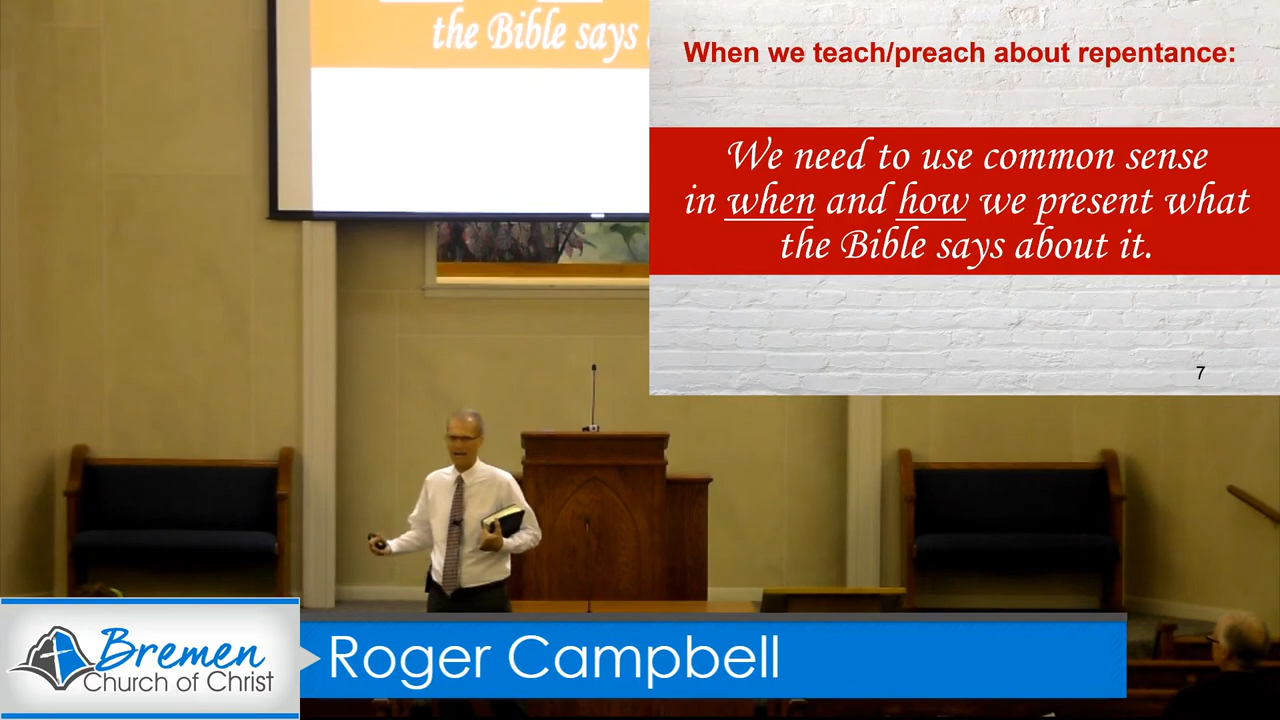 the Bible says
When we teach/preach about repentance:
We need to use common sense
in when and how we present what
the Bible says about it.
7
Bremen
Church of Christ
Roger Campbell